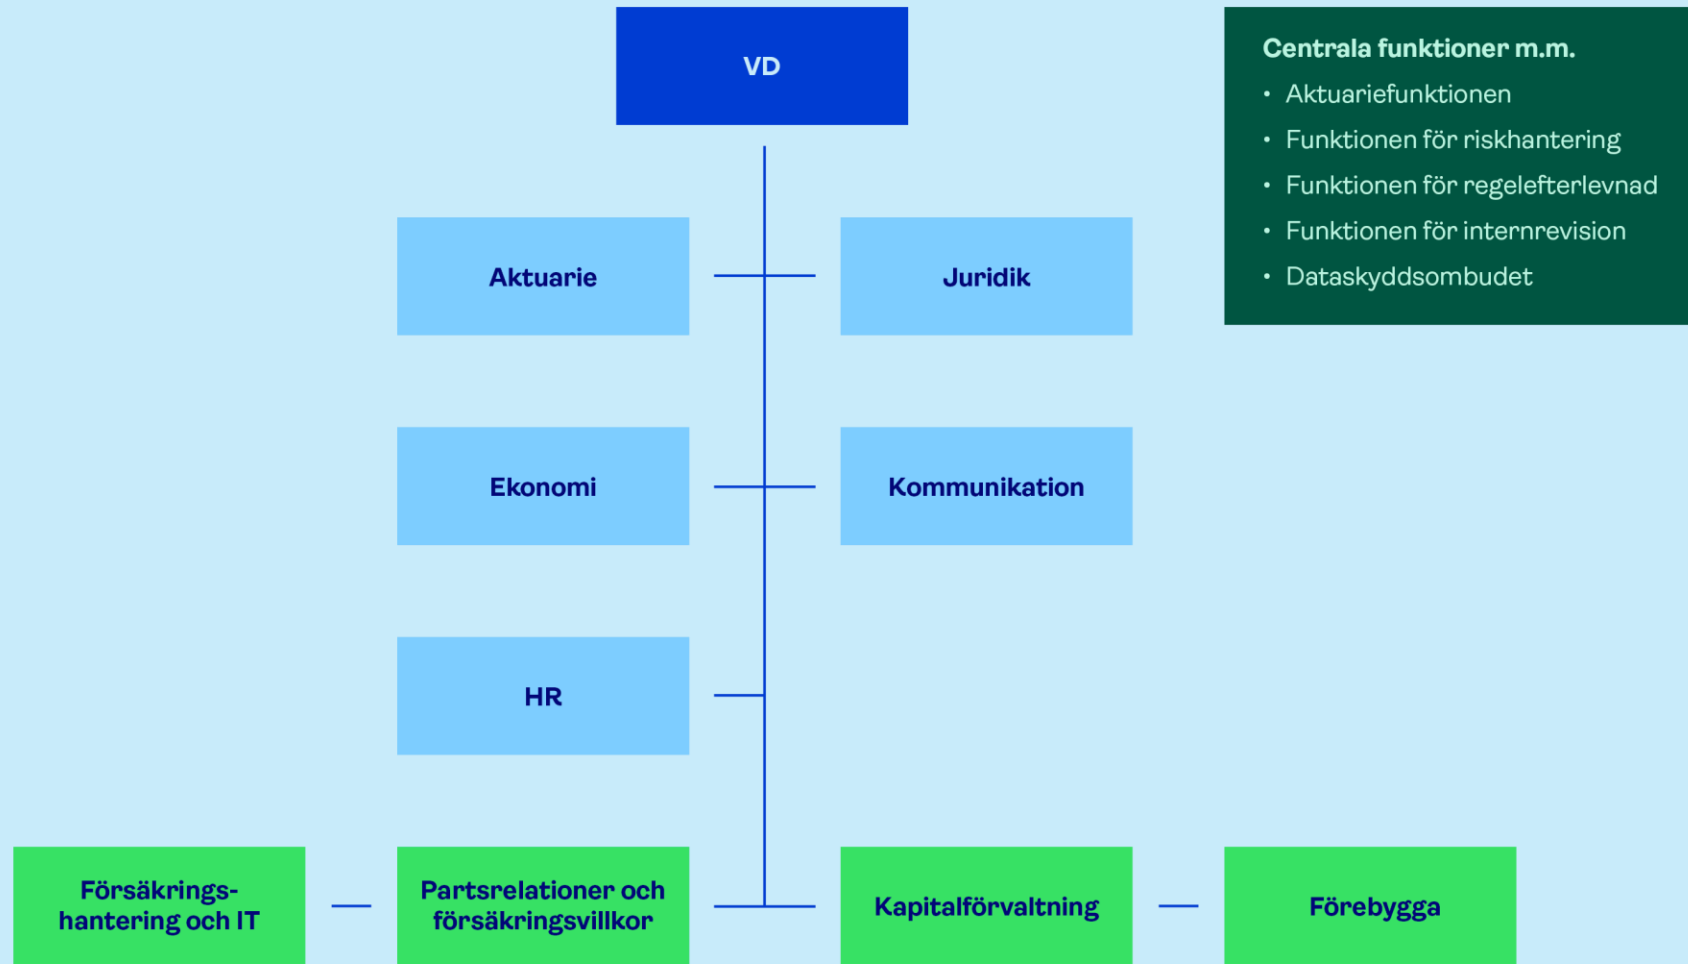 VD
Centrala funktioner m.m.
• Aktuariefunktionen
• Funktionen för riskhantering
• Funktionen för regelefterlevnad
• Funktionen för internrevision
• Dataskyddsombudet
Aktuarie
Juridik
Ekonomi
Kommunikation
HR
Försäkrings-
hantering och IT
Partsrelationer och
försäkringsvillkor
Kapitalförvaltning
Förebygga